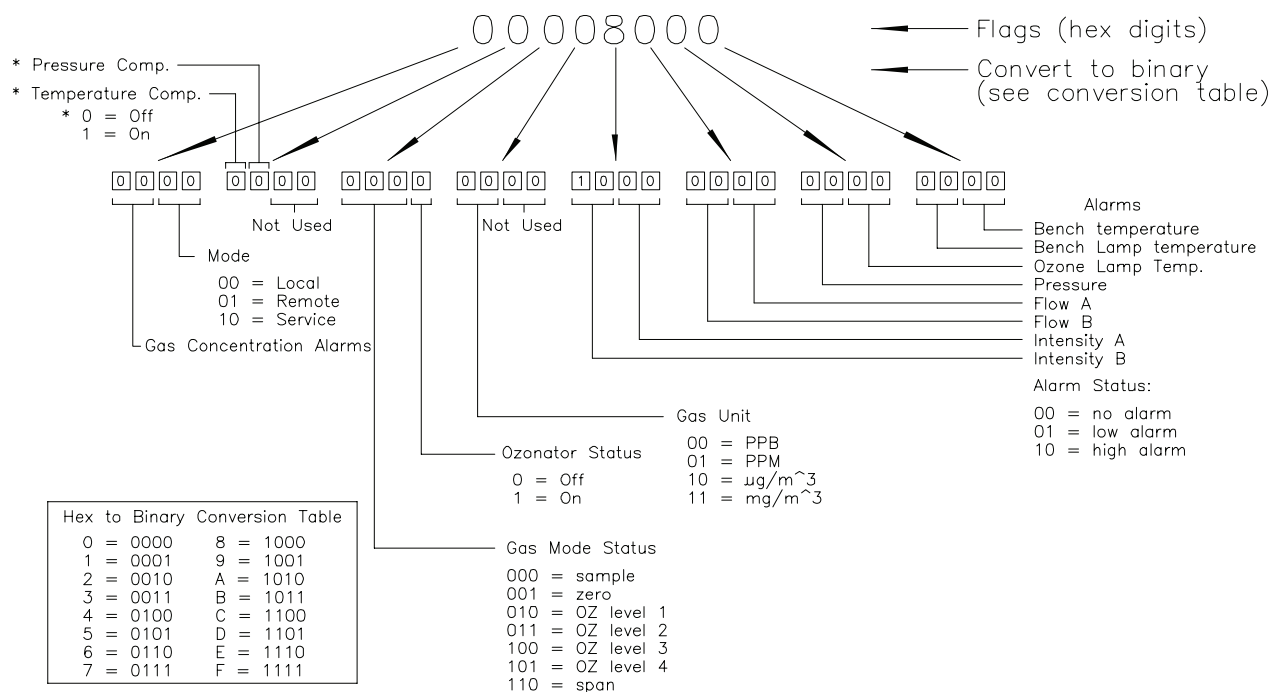 00008000
Flags (hex digits)
Convert to binary
(see conversion table)
* Pressure Comp.
* Temperature Comp.
* 0 = Off
1 = On
0 0 0 0 0 0 0 0 0 0 0 0 0 0 0 0 1 0 0 0 0 0 0 0 0 0 0 0 0 0 0 0
Not Used
Not Used
Mode
00 = Local
01 = Remote
10 = Service
Gas Concentration Alarms
Alarms
Bench temperature
Bench Lamp temperature
Ozone Lamp Temp.
Pressure
Flow A
Flow B
Intensity A
Intensity B
Alarm Status:
00 = no alarm
01 = low alarm
10 = high alarm
Gas Unit
00 = PPB
01 = PPM
10 = µg/m^3
11 = mg/m^3
Ozonator Status
0 = Off
1 = On
Gas Mode Status
000 = sample
001 = zero
010 = OZ level 1
011 = OZ level 2
100 = OZ level 3
101 = OZ level 4
110 = span
Hex to Binary Conversion Table
0 = 0000 8 = 1000
1 = 0001 9 = 1001
2 = 0010 A = 1010
3 = 0011 B = 1011
4 = 0100 C = 1100
5 = 0101 D = 1101
6 = 0110 E = 1110
7 = 0111 F = 1111